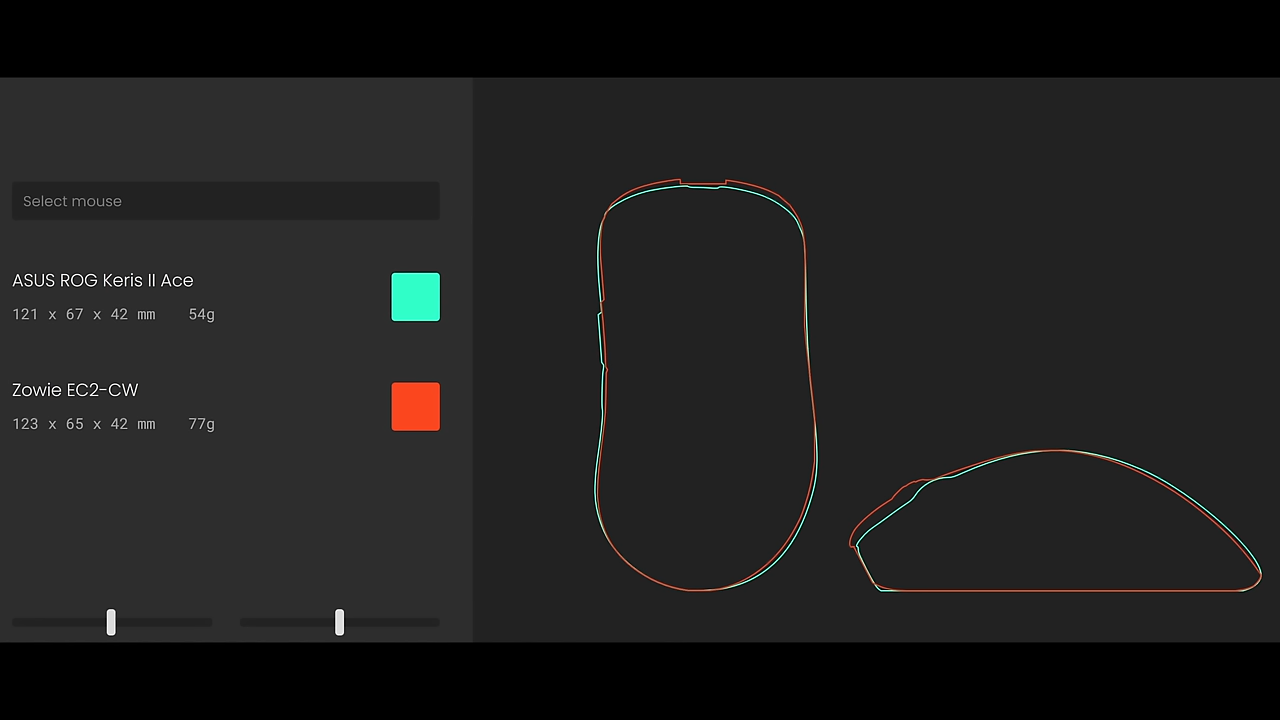 Select mouse
ASUS ROG Keris II Ace
121 x 67 x 42 mm 54g
Zowie EC2-CW
123 x 65 x 42 mm 77g